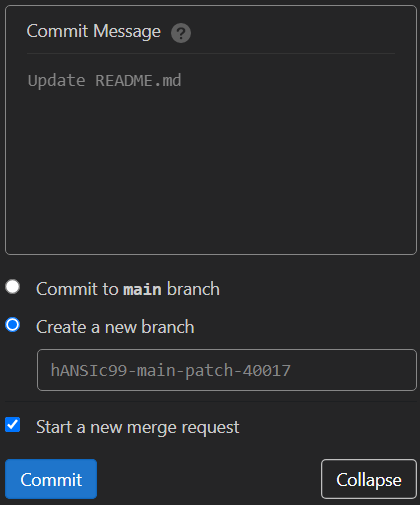 Commit Message ?
Update README.md
Commit to main branch
Create a new branch
hANSIc99-main-patch-40017
Start a new merge request
Commit
Collapse